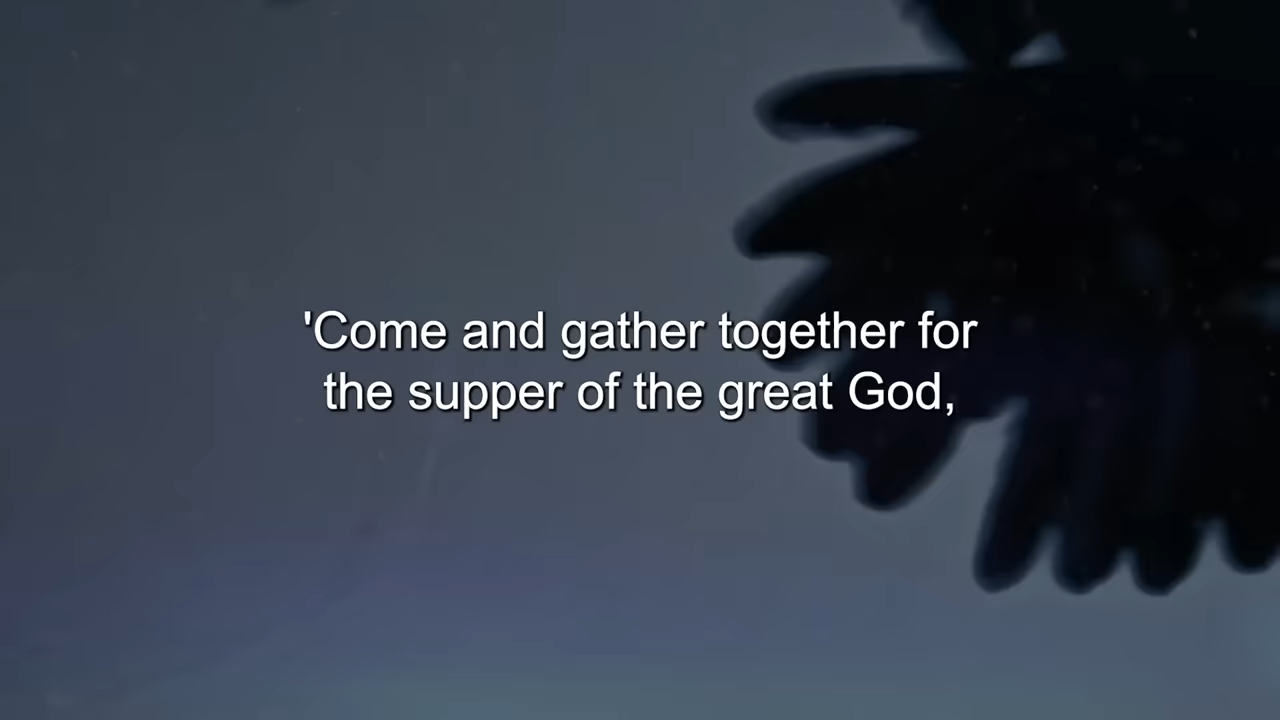 'Come and gather together for
the supper of the great God,